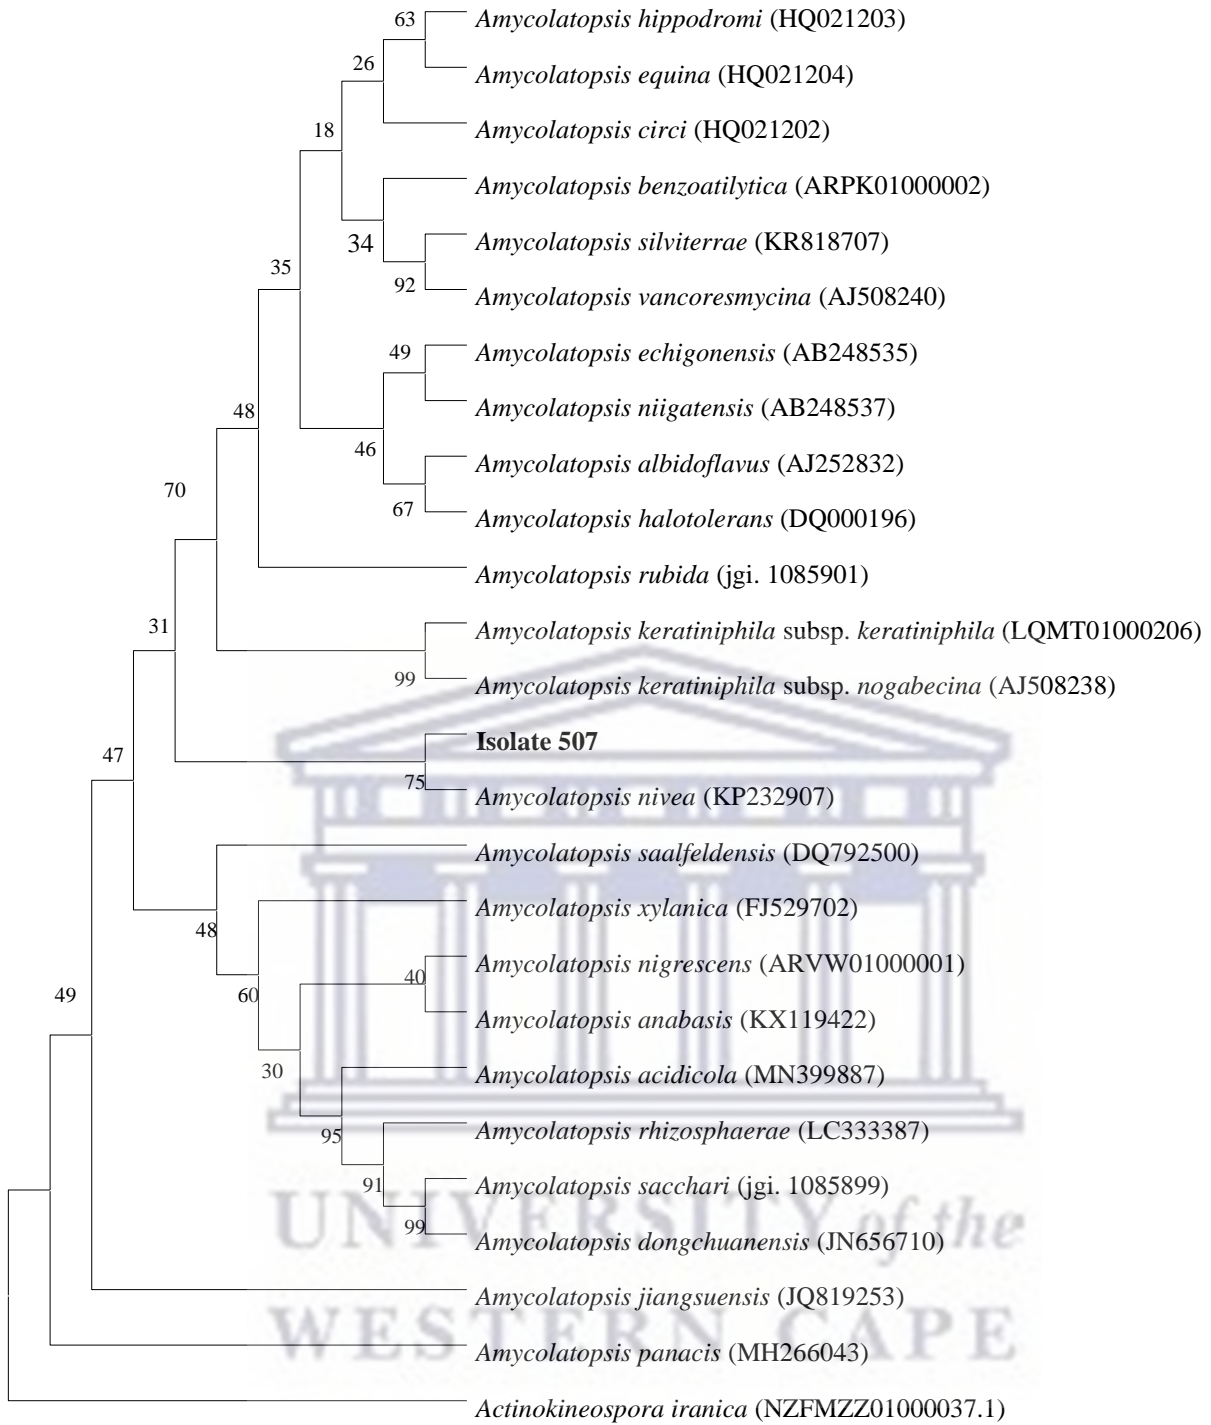 63
Amycolatopsis hippodromi (HQ021203)
26
Amycolatopsis equina (HQ021204)
18
Amycolatopsis circi (HQ021202)
Amycolatopsis benzoatilytica (ARPK01000002)
34
Amycolatopsis silviterrae (KR818707)
35
92
Amycolatopsis vancoresmycina (AJ508240)
49
Amycolatopsis echigonensis (AB248535)
48
Amycolatopsis niigatensis (AB248537)
46
Amycolatopsis albidoflavus (AJ252832)
70
67
Amycolatopsis halotolerans (DQ000196)
Amycolatopsis rubida (jgi. 1085901)
31
Amycolatopsis keratiniphila subsp. keratiniphila (LQMT01000206)
99
Amycolatopsis keratiniphila subsp. nogabecina (AJ508238)
47
Isolate 507
75
Amycolatopsis nivea (KP232907)
Amycolatopsis saalfeldensis (DQ792500)
48
Amycolatopsis xylanica (FJ529702)
40
Amycolatopsis nigrescens (ARVW01000001)
49
60
Amycolatopsis anabasis (KX119422)
30
Amycolatopsis acidicola (MN399887)
95
Amycolatopsis rhizosphaerae (LC333387)
91
Amycolatopsis sacchari (jgi. 1085899)
99
Amycolatopsis dongchuanensis (JN656710)
UNIVERSITY of the
Amycolatopsis jiangsuensis (JQ819253)
WESTERN CAPE
Amycolatopsis panacis (MH266043)
Actinokineospora iranica (NZFMZZ01000037.1)